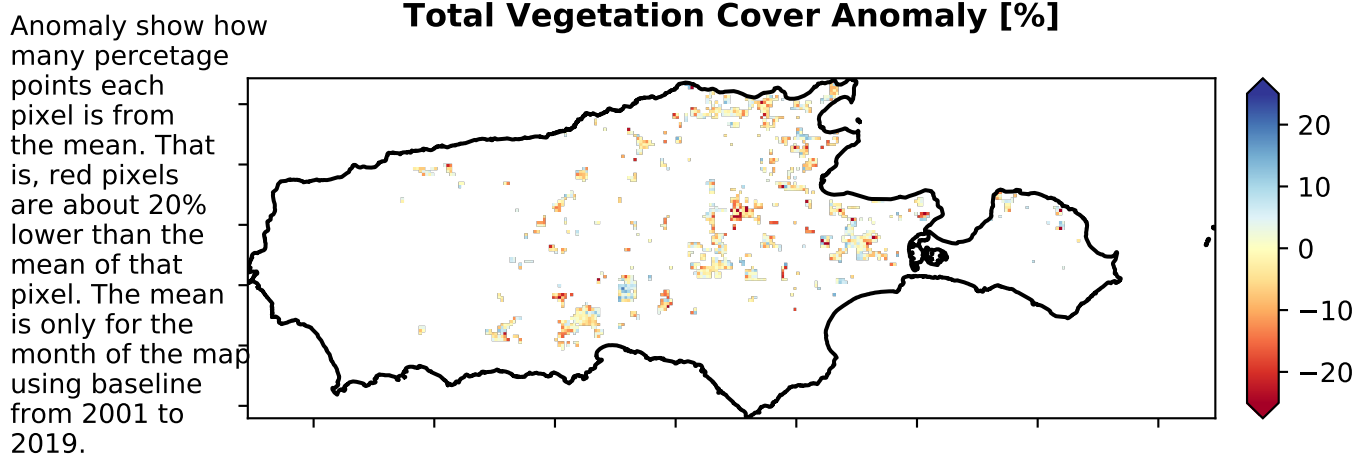 Total Vegetation Cover Anomaly [%]
Anomaly show how
many percetage
points each
pixel is from
the mean. That
is, red pixels
are about 20%
lower than the
mean of that
pixel. The mean
is only for the
month of the map
using baseline
from 2001 to
2019.
20
10
0
−10
−20